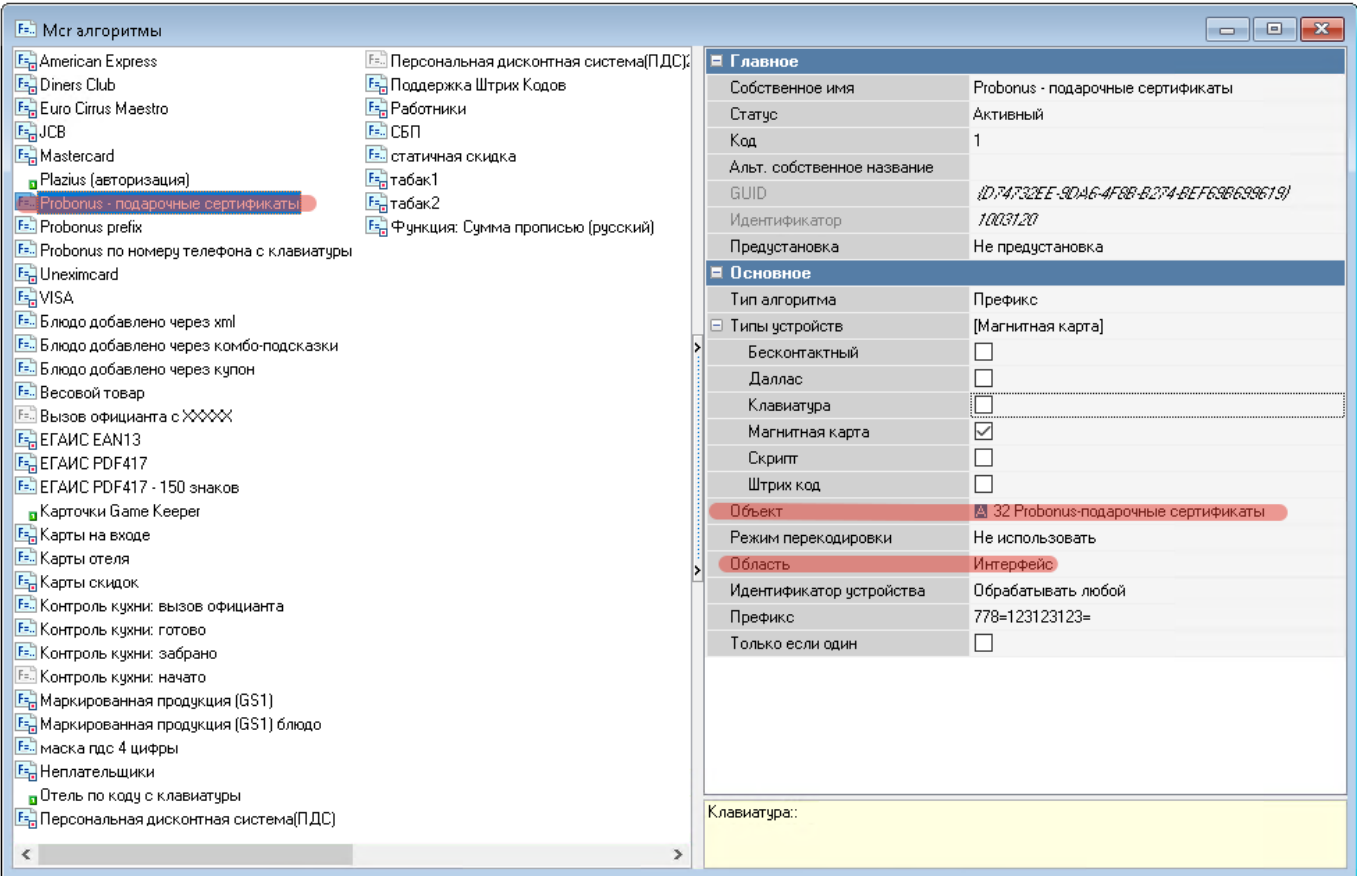 Mcr алгоритмы
American Express
Diners Club
Euro Cirrus Maestro
JCB
Mastercard
Plazius (авторизация)
Probonus - подарочные сертификаты
Probonus prefix
Probonus по номеру телефона с клавиатуры
Uneximcard
VISA
Блюдо добавлено через xml
Блюдо добавлено через комбо-подсказки
Блюдо добавлено через купон
Весовой товар
Вызов официанта с XXXXX
ЕГАИС EAN13
ЕГАИС PDF417
ЕГАИС PDF417 - 150 знаков
Карточки Game Keeper
Карты на входе
Карты отеля
Карты скидок
Контроль кухни: вызов официанта
Контроль кухни: готово
Контроль кухни: забрано
Контроль кухни: начато
Маркированная продукция (GS1)
Маркированная продукция (GS1) блюдо
маска пдс 4 цифры
Неплательщики
Отель по коду с клавиатуры
Персональная дисконтная система(ПДС)
Персональная дисконтная система(ПДС)2
Поддержка Штрих Кодов
Работники
СБП
статичная скидка
табак1
табак2
Функция: Сумма прописью (русский)
Главное
Собственное имя Probonus - подарочные сертификаты
Статус Активный
Код 1
Альт. собственное название
GUID {D74732EE-9DA6-4F8B-B274-BEF69B699619}
Идентификатор 1003120
Предустановка Не предустановка
Основное
Тип алгоритма Префикс
Типы устройств [Магнитная карта]
Бесконтактный
Даллас
Клавиатура
Магнитная карта
Скрипт
Штрих код
Объект A 32 Probonus-подарочные сертификаты
Режим перекодировки Не использовать
Область Интерфейс
Идентификатор устройства Обрабатывать любой
Префикс 778=123123123=
Только если один
Клавиатура::